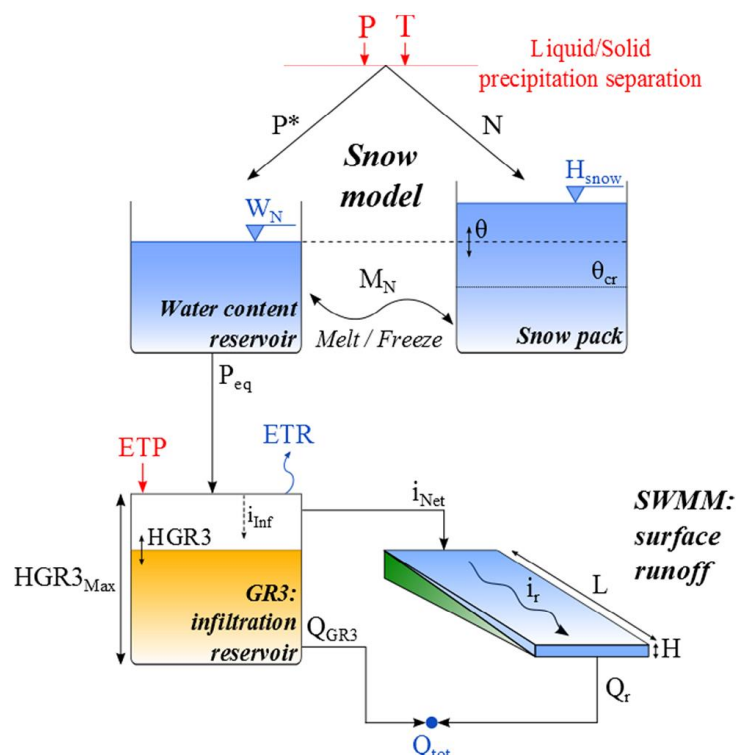 P T
Liquid/Solid
precipitation separation
P* N
Snow
model
W_N
H_snow
θ
θ_cr
M_N
Water content
reservoir
Melt / Freeze
Snow pack
P_eq
ETP
ETR
i_Net
SWMM:
surface
runoff
i_Inf
HGR3
HGR3_Max
GR3:
infiltration
reservoir
Q_GR3
i_r
L
H
Q_r
Q_tot